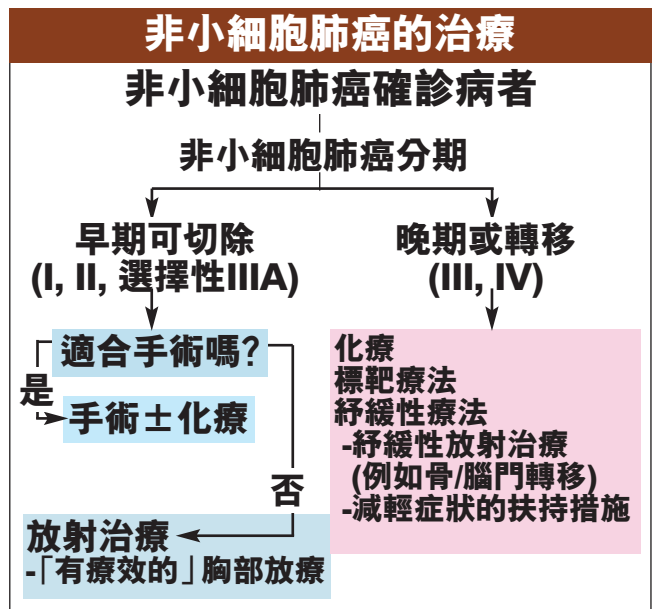 非小細胞肺癌的治療
非小細胞肺癌確診病者
非小細胞肺癌分期
早期可切除
(I, II, 選擇性IIIA)
適合手術嗎?
是
手術±化療
否
放射治療
-「有療效的」胸部放療
晚期或轉移
(III, IV)
化療
標靶療法
紓緩性療法
-紓緩性放射治療
(例如骨/腦門轉移)
-減輕症狀的扶持措施